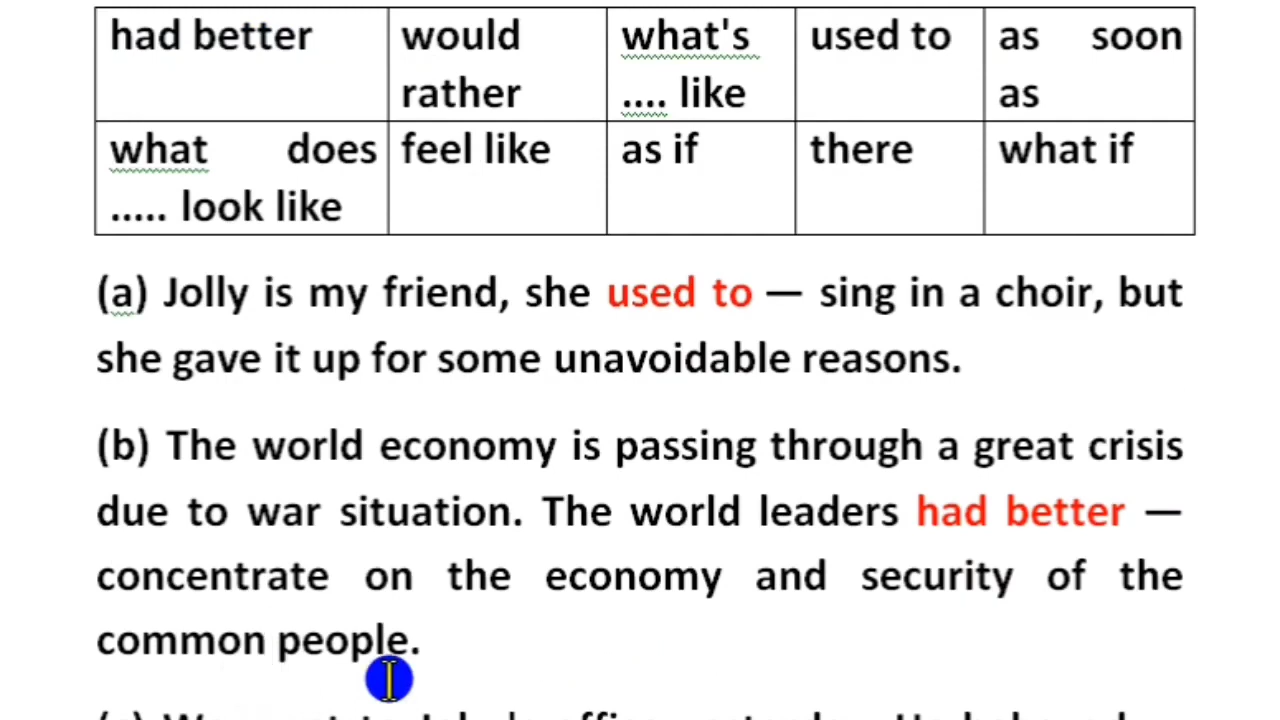 had better
would
rather
what's
.... like
used to
as soon
as
what does
..... look like
feel like
as if
there
what if
(a) Jolly is my friend, she used to — sing in a choir, but
she gave it up for some unavoidable reasons.
(b) The world economy is passing through a great crisis
due to war situation. The world leaders had better —
concentrate on the economy and security of the
common people.